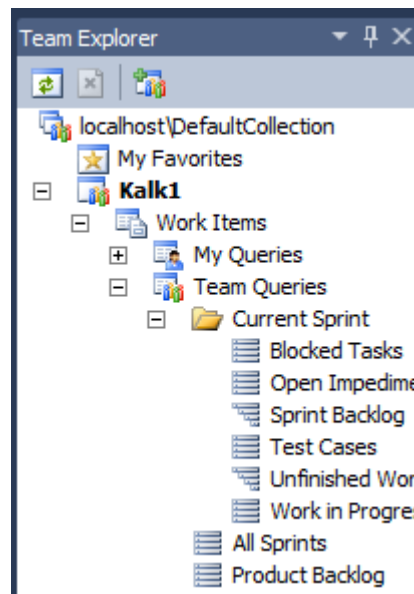 Team Explorer
localhost\DefaultCollection
My Favorites
Kalk1
Work Items
My Queries
Team Queries
Current Sprint
Blocked Tasks
Open Impedime
Sprint Backlog
Test Cases
Unfinished Wor
Work in Progres
All Sprints
Product Backlog